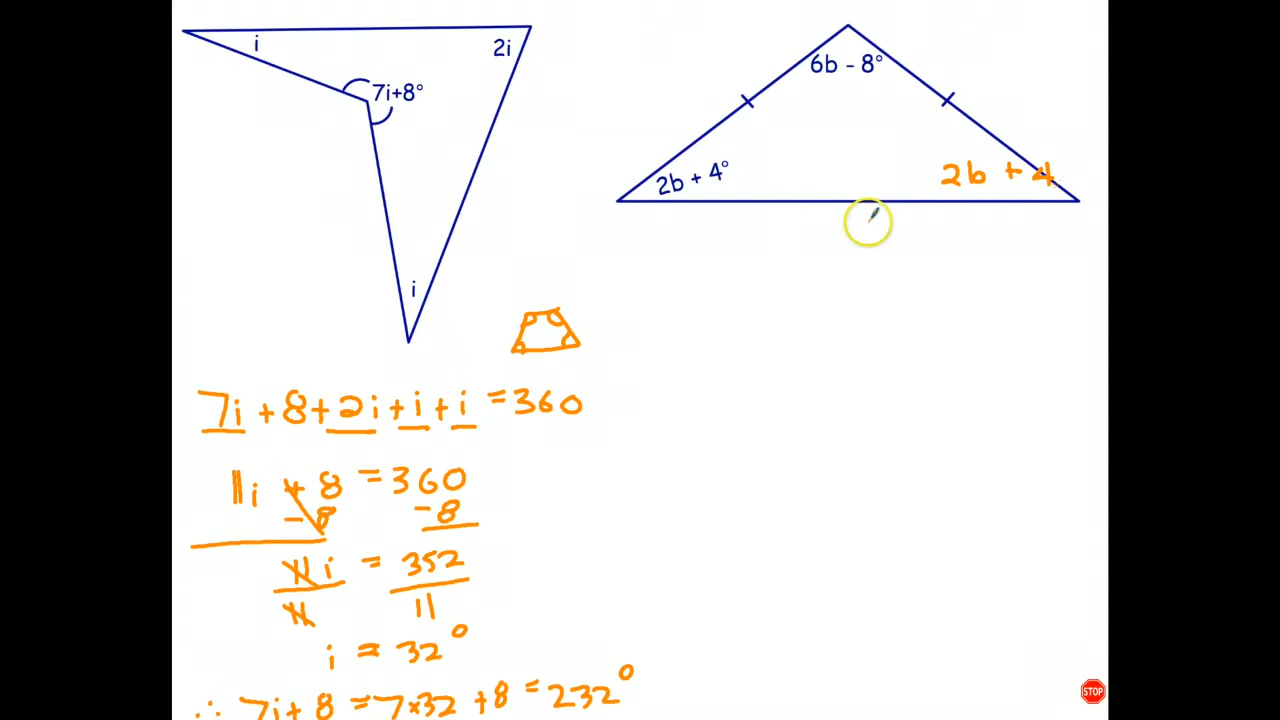 i
2i
7i+8°
i
6b - 8°
2b + 4°
2b + 4
7i + 8 + 2i + i + i = 360
11i + 8 = 360
- 8 - 8
11i = 352
11 11
i = 32°
∴ 7i + 8 = 7×32 + 8 = 232°
STOP